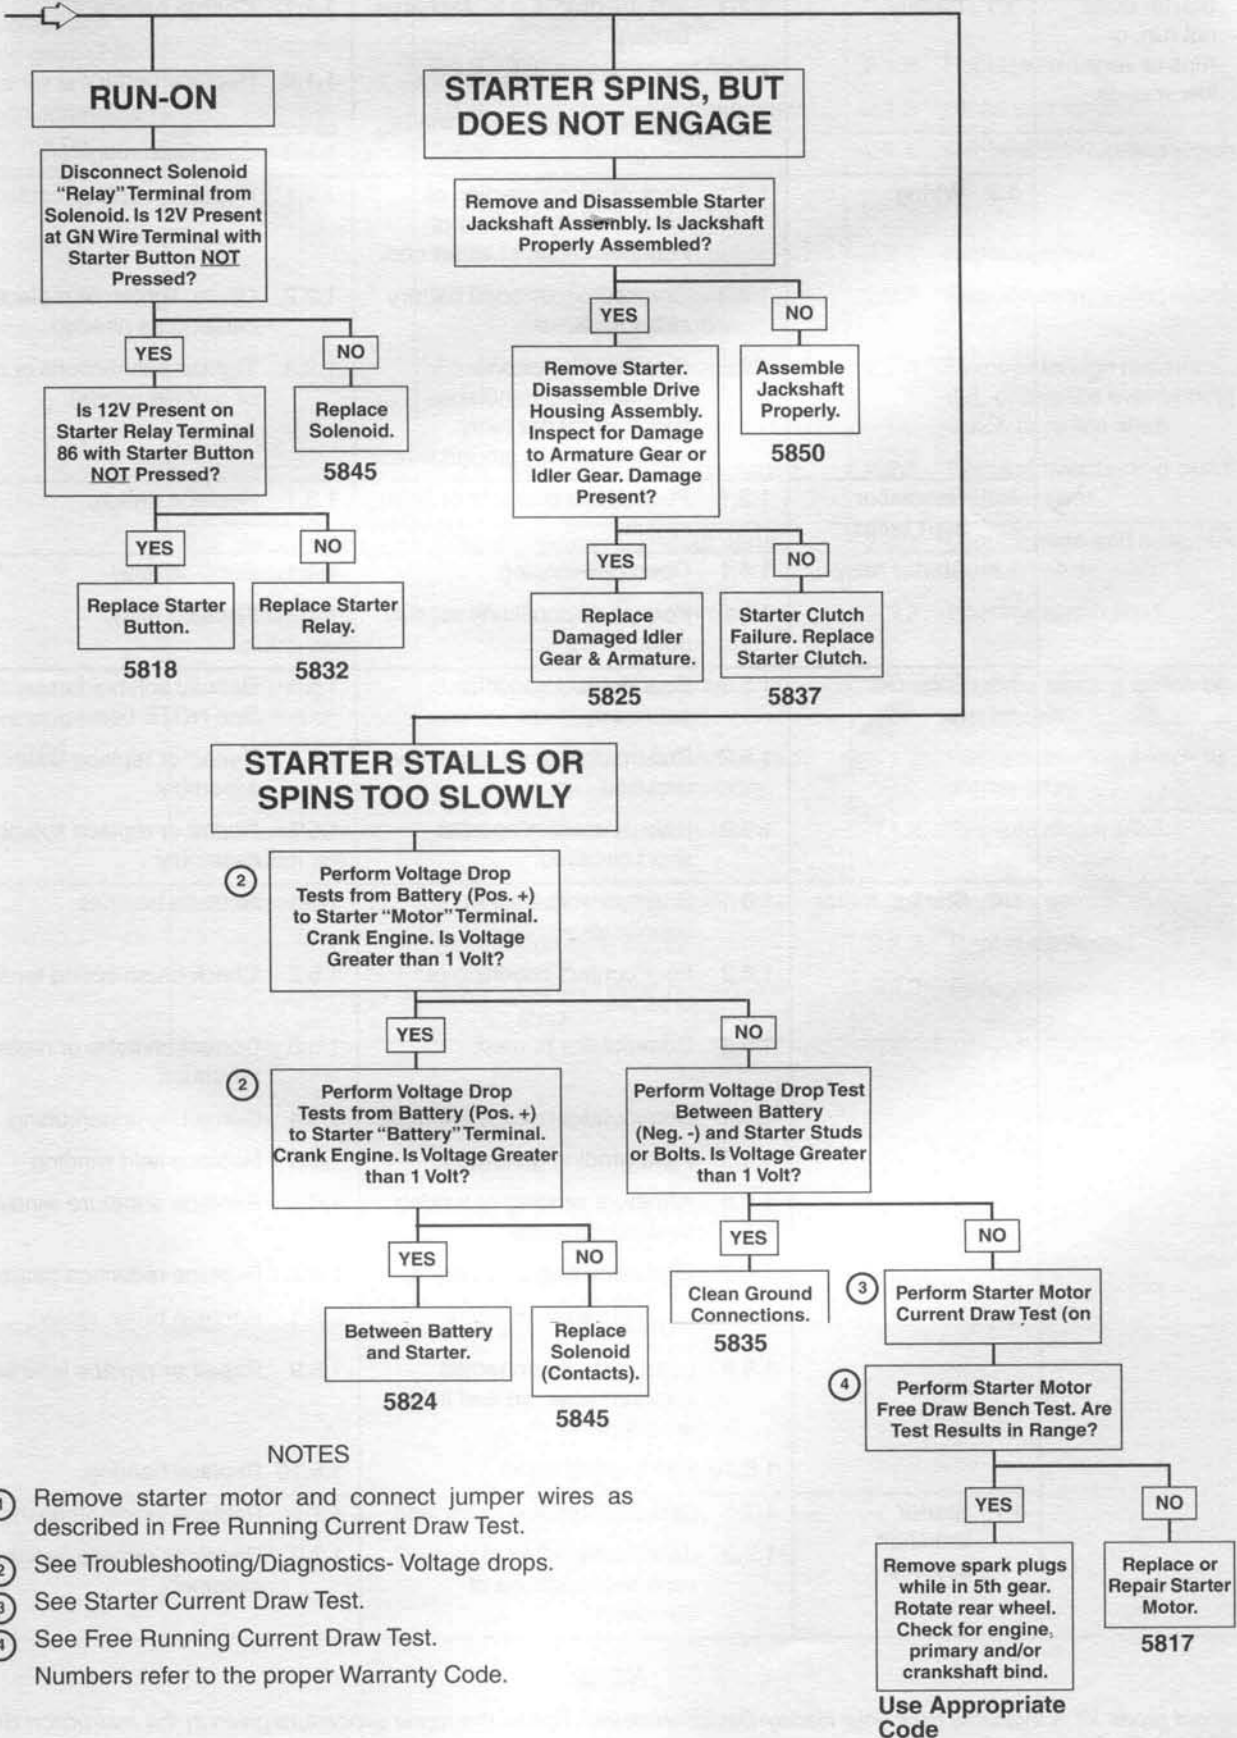 RUN-ON
Disconnect Solenoid
“Relay” Terminal from
Solenoid. Is 12V Present
at GN Wire Terminal with
Starter Button NOT
Pressed?
YES
NO
Is 12V Present on
Starter Relay Terminal
86 with Starter Button
NOT Pressed?
Replace
Solenoid.
5845
YES
NO
Replace Starter
Button.
5818
Replace Starter
Relay.
5832
STARTER SPINS, BUT
DOES NOT ENGAGE
Remove and Disassemble Starter
Jackshaft Assembly. Is Jackshaft
Properly Assembled?
YES
NO
Remove Starter.
Disassemble Drive
Housing Assembly.
Inspect for Damage
to Armature Gear or
Idler Gear. Damage
Present?
Assemble
Jackshaft
Properly.
5850
YES
NO
Replace
Damaged Idler
Gear & Armature.
5825
Starter Clutch
Failure. Replace
Starter Clutch.
5837
STARTER STALLS OR
SPINS TOO SLOWLY
2
Perform Voltage Drop
Tests from Battery (Pos. +)
to Starter “Motor” Terminal.
Crank Engine. Is Voltage
Greater than 1 Volt?
YES
NO
2
Perform Voltage Drop
Tests from Battery (Pos. +)
to Starter “Battery” Terminal.
Crank Engine. Is Voltage Greater
than 1 Volt?
Perform Voltage Drop Test
Between Battery
(Neg. -) and Starter Studs
or Bolts. Is Voltage Greater
than 1 Volt?
YES
NO
Between Battery
and Starter.
5824
Replace
Solenoid
(Contacts).
5845
YES
NO
Clean Ground
Connections.
5835
3
Perform Starter Motor
Current Draw Test (on
4
Perform Starter Motor
Free Draw Bench Test. Are
Test Results in Range?
YES
NO
Remove spark plugs
while in 5th gear.
Rotate rear wheel.
Check for engine,
primary and/or
crankshaft bind.
Use Appropriate
Code
Replace or
Repair Starter
Motor.
5817
NOTES
1 Remove starter motor and connect jumper wires as
described in Free Running Current Draw Test.
2 See Troubleshooting/Diagnostics- Voltage drops.
3 See Starter Current Draw Test.
4 See Free Running Current Draw Test.
Numbers refer to the proper Warranty Code.